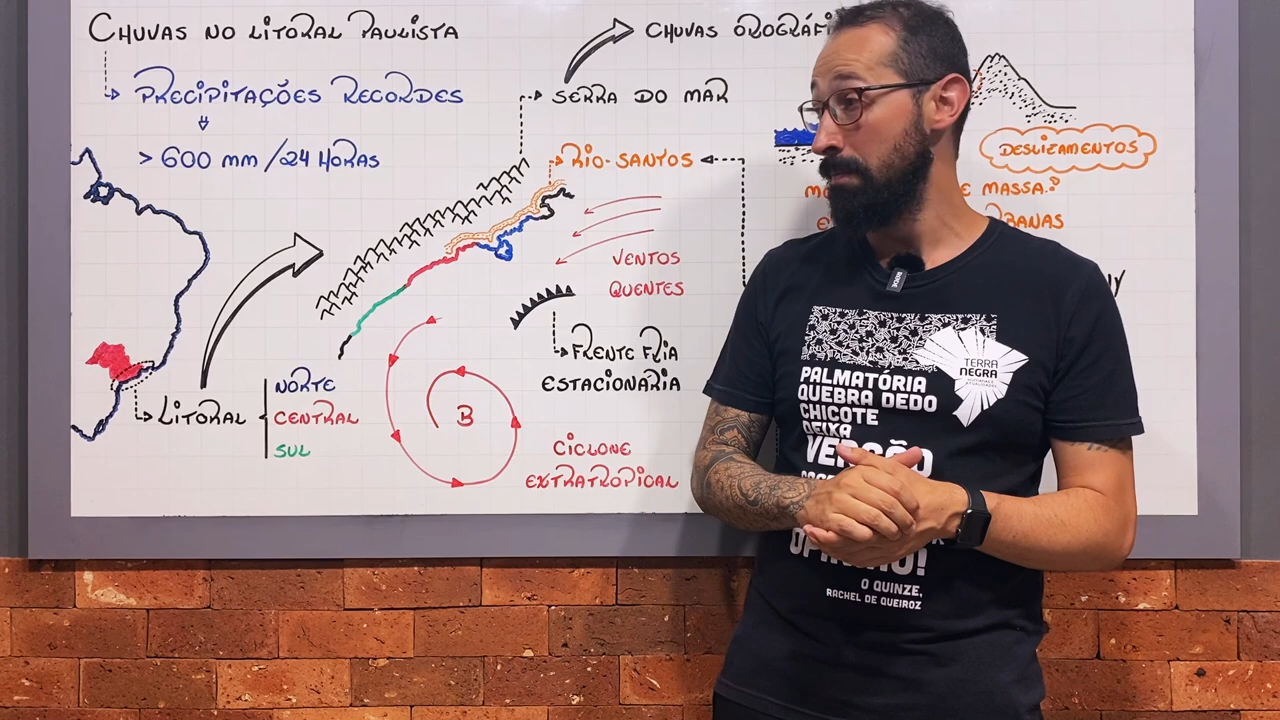 CHUVAS NO LITORAL PAULISTA
PRECIPITAÇÕES RECORDES
> 600 mm /24 HORAS
LITORAL
NORTE
CENTRAL
SUL
CHUVAS OROGRÁFI
SERRA DO MAR
RIO-SANTOS
VENTOS
QUENTES
FRENTE FRIA
ESTACIONARIA
B
CICLONE
EXTRATROPICAL
DESLIZAMENTOS
MASSA:
BANAS
TERRA
NEGRA
PALMATÓRIA
QUEBRA DEDO
CHICOTE
DEIXA
O QUINZE,
RACHEL DE QUEIROZ